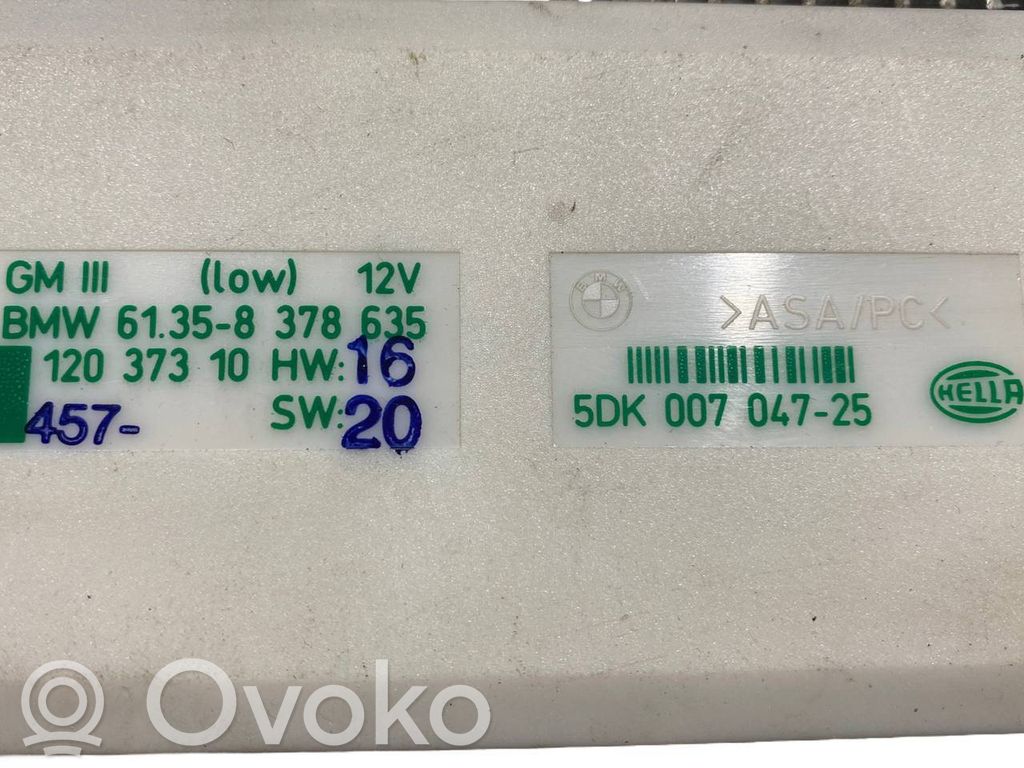 GM III (low) 12V
BMW 61.35-8 378 635
120 373 10 HW:16
457- SW:20
BMW
>ASA/PC<
5DK 007 047-25
HELLA
Ovoko